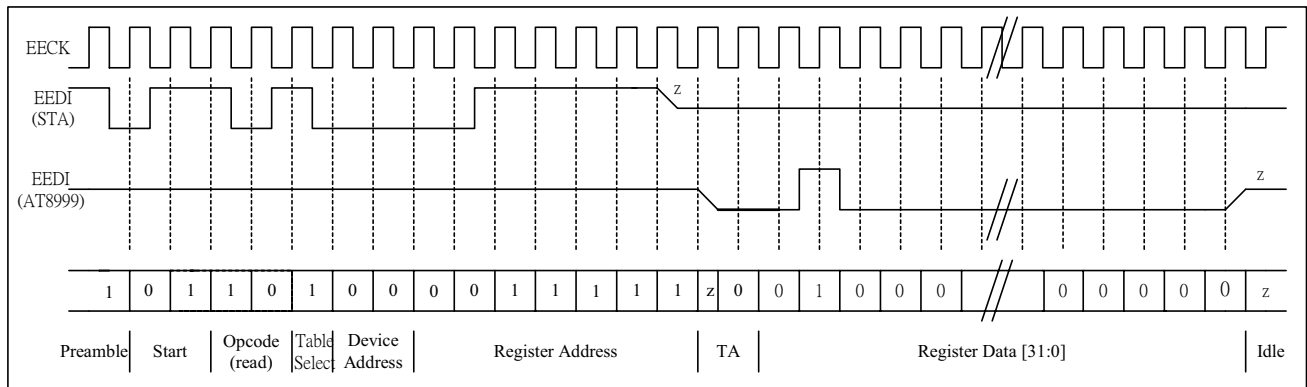 EECK
EEDI
(STA)
z
EEDI
(AT8999)
z
1 0 1 1 0 1 0 0 0 0 1 1 1 1 1 z 0 0 1 0 0 0 0 0 0 0 0 z
Preamble Start Opcode Table Device Register Address TA Register Data [31:0] Idle
(read) Select Address